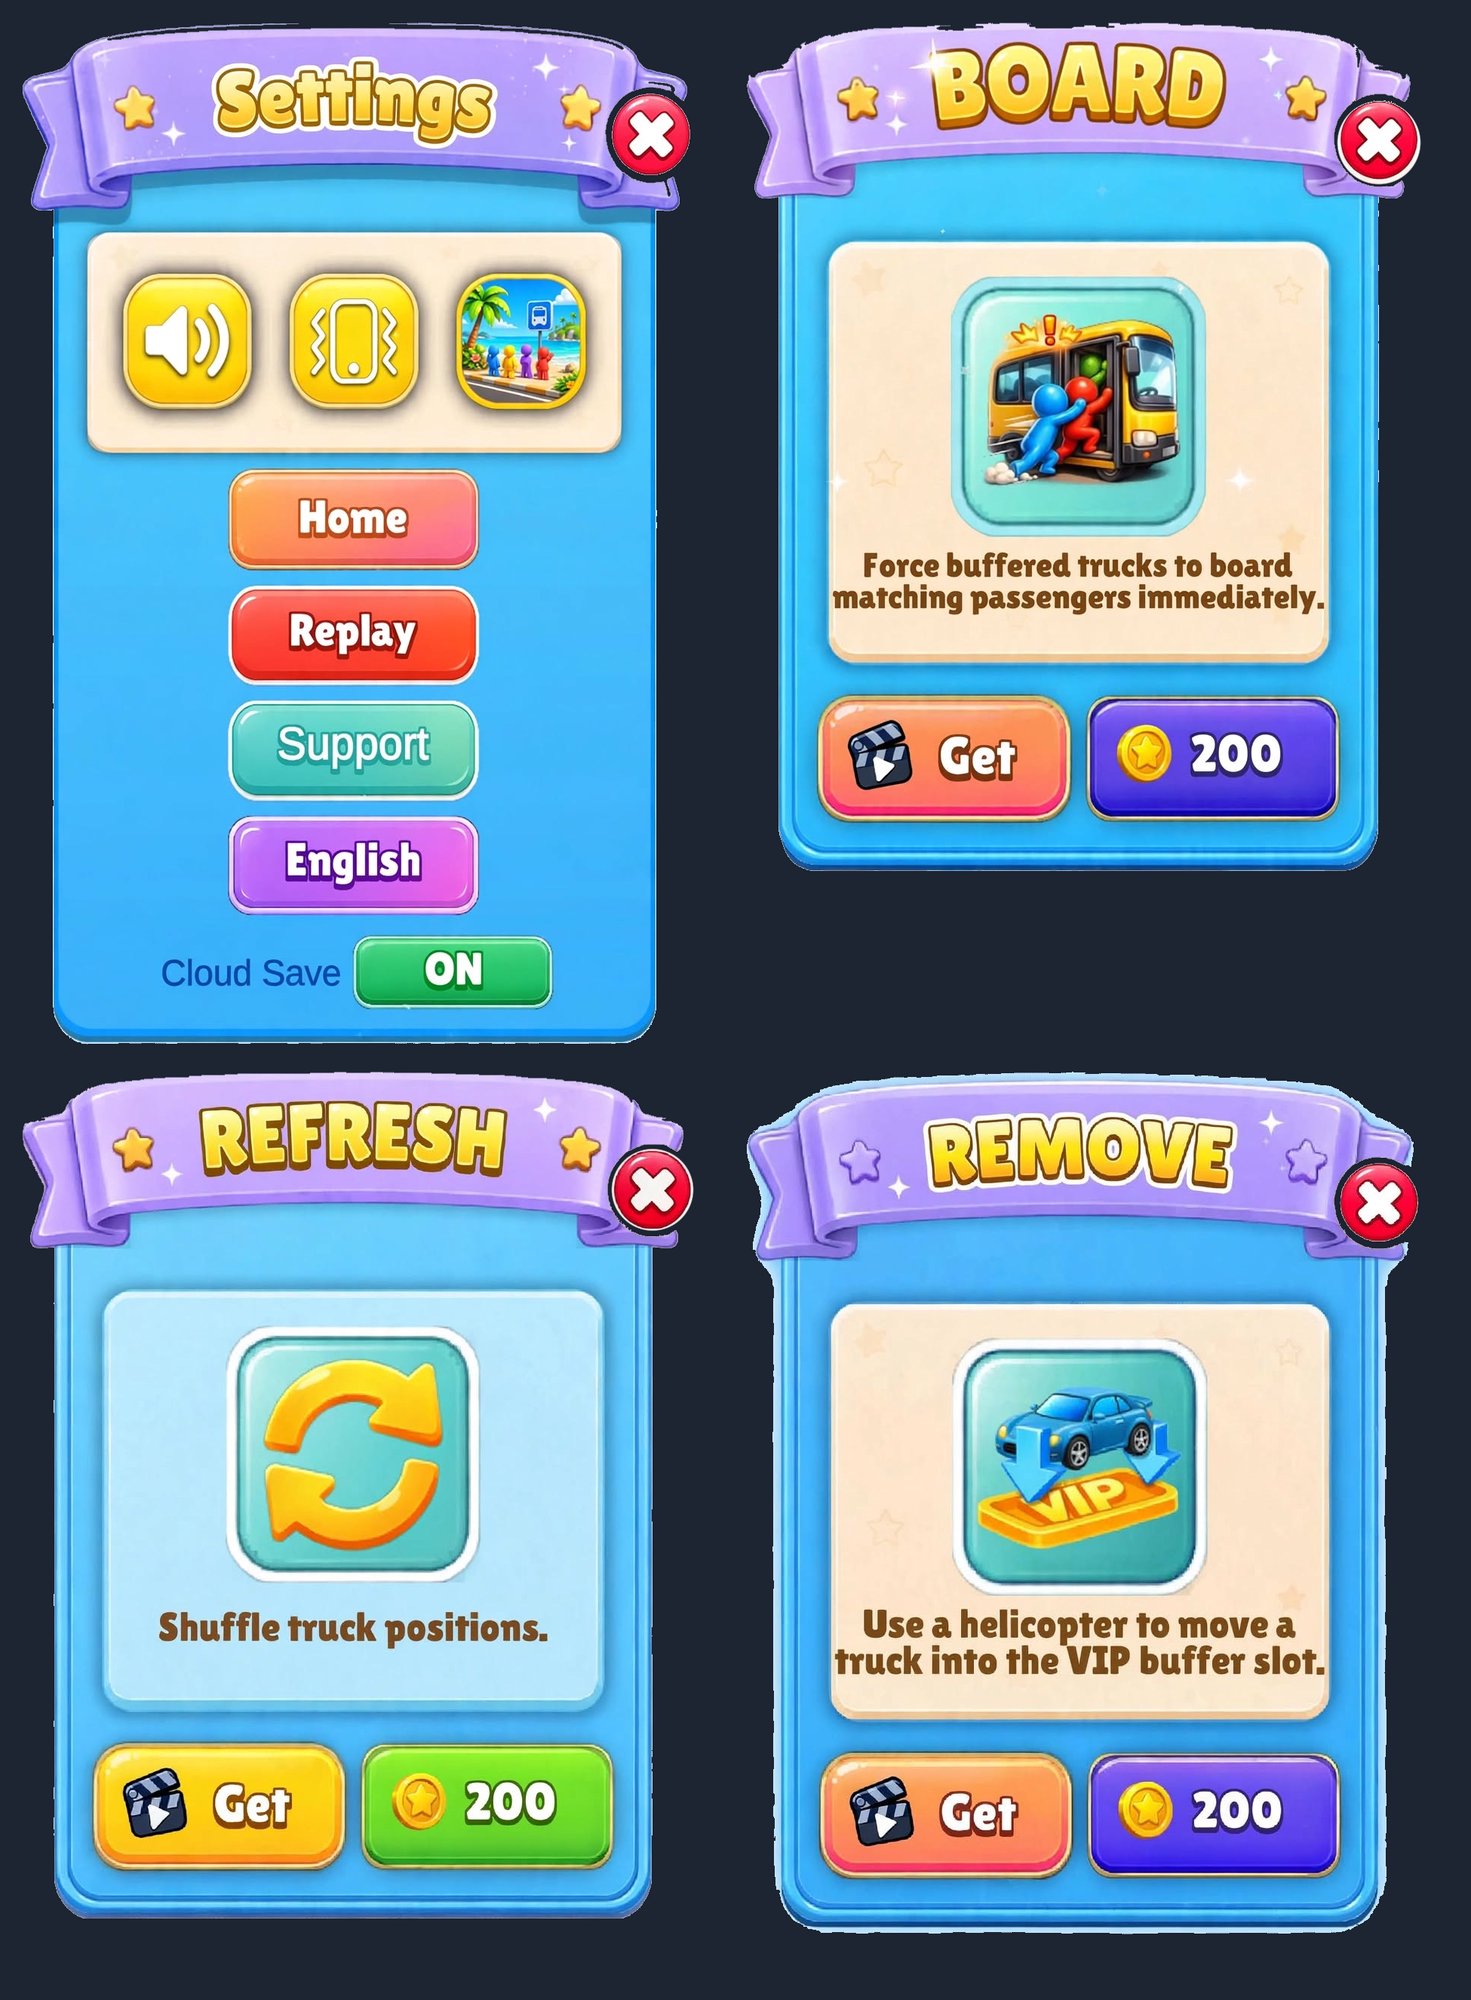 Settings
Home
Replay
Support
English
Cloud Save ON
BOARD
Force buffered trucks to board
matching passengers immediately.
Get 200
REFRESH
Shuffle truck positions.
Get 200
REMOVE
VIP
Use a helicopter to move a
truck into the VIP buffer slot.
Get 200